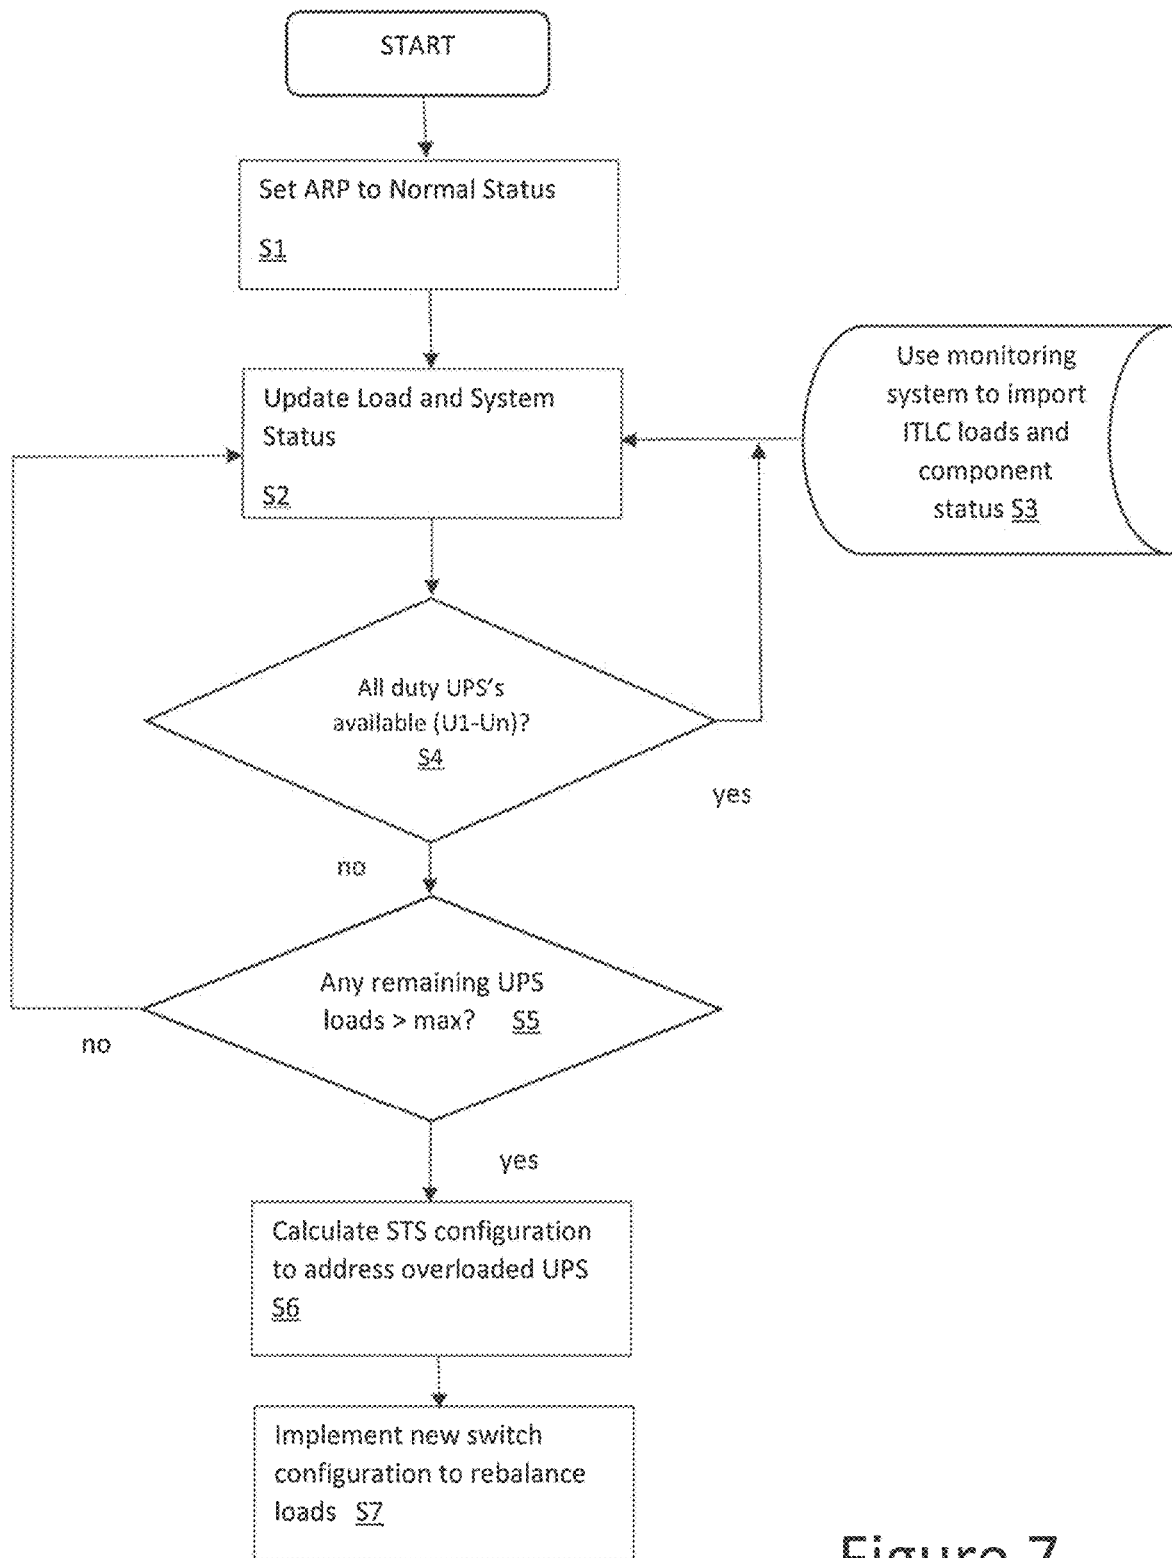 START
Set ARP to Normal Status
S1
Update Load and System
Status
S2
Use monitoring
system to import
ITLC loads and
component
status S3
All duty UPS's
available (U1-Un)?
S4
yes
no
Any remaining UPS
loads > max? S5
no
yes
Calculate STS configuration
to address overloaded UPS
S6
Implement new switch
configuration to rebalance
loads S7
Figure 7